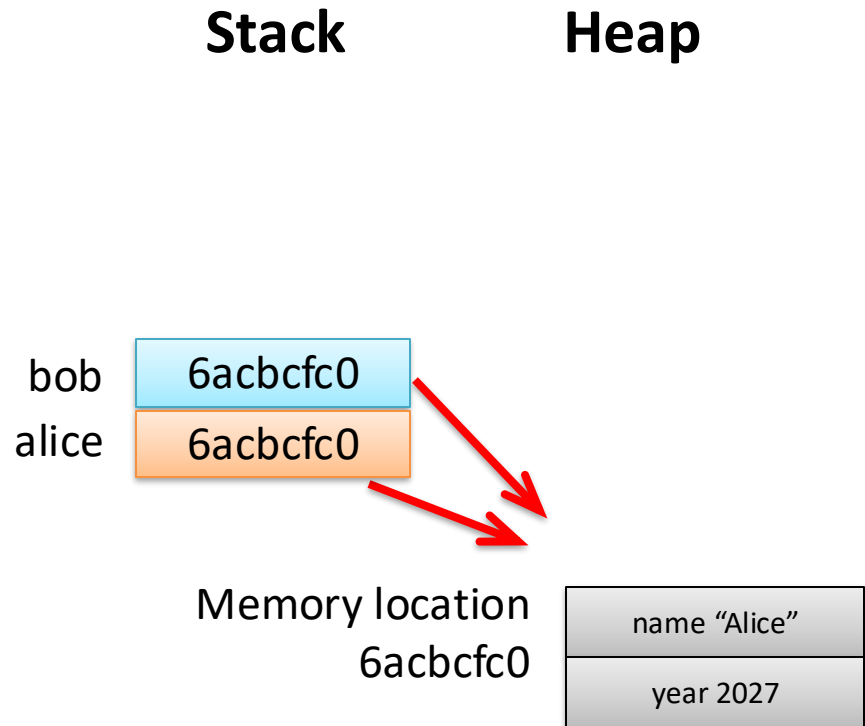 Stack Heap
bob 6acbcfc0
alice 6acbcfc0
Memory location
6acbcfc0
name “Alice”
year 2027